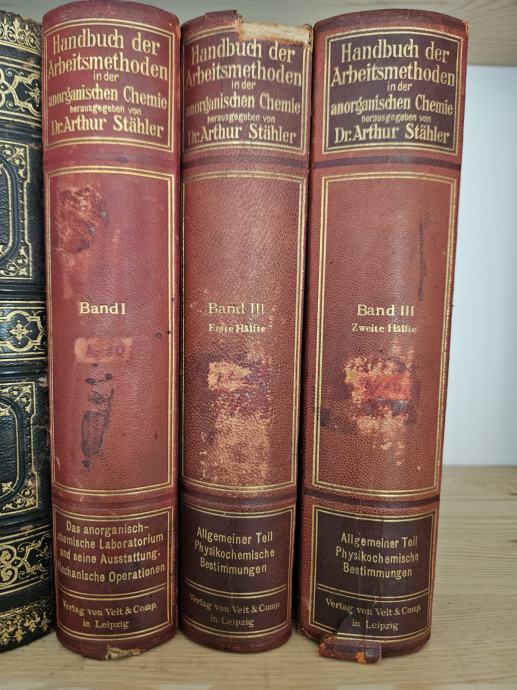 Handbuch der
Arbeitsmethoden
in der
anorganischen Chemie
herausgegeben von
Dr. Arthur Stähler
Band I
Das anorganisch-
chemische Laboratorium
und seine Ausstattung.
Mechanische Operationen
Verlag von Veit & Comp.
in Leipzig
Handbuch der
Arbeitsmethoden
in der
anorganischen Chemie
herausgegeben von
Dr. Arthur Stähler
Band III
Erste Hälfte
Allgemeiner Teil
Physikochemische
Bestimmungen
Verlag von Veit & Comp.
in Leipzig
Handbuch der
Arbeitsmethoden
in der
anorganischen Chemie
herausgegeben von
Dr. Arthur Stähler
Band III
Zweite Hälfte
Allgemeiner Teil
Physikochemische
Bestimmungen
Verlag von Veit & Comp.
in Leipzig